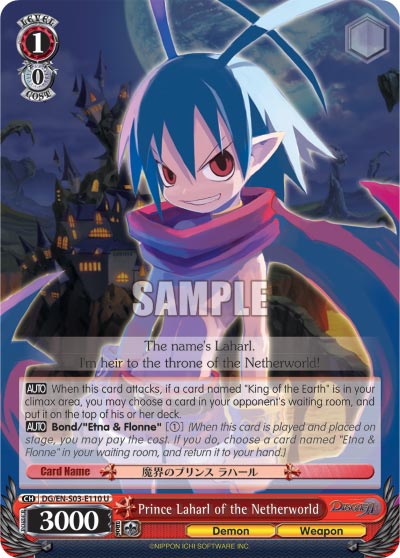 LEVEL
1
0
COST
SAMPLE
The name's Laharl.
I'm heir to the throne of the Netherworld!
AUTO When this card attacks, if a card named "King of the Earth" is in your
climax area, you may choose a card in your opponent's waiting room, and
put it on the top of his or her deck.
AUTO Bond/"Etna & Flonne" [①] (When this card is played and placed on
stage, you may pay the cost. If you do, choose a card named "Etna &
Flonne" in your waiting room, and return it to your hand.)
Card Name 魔界のプリンス ラハール
CH DG/EN-S03-E110 U
Prince Laharl of the Netherworld
POWER 3000
Demon Weapon
©NIPPON ICHI SOFTWARE INC.